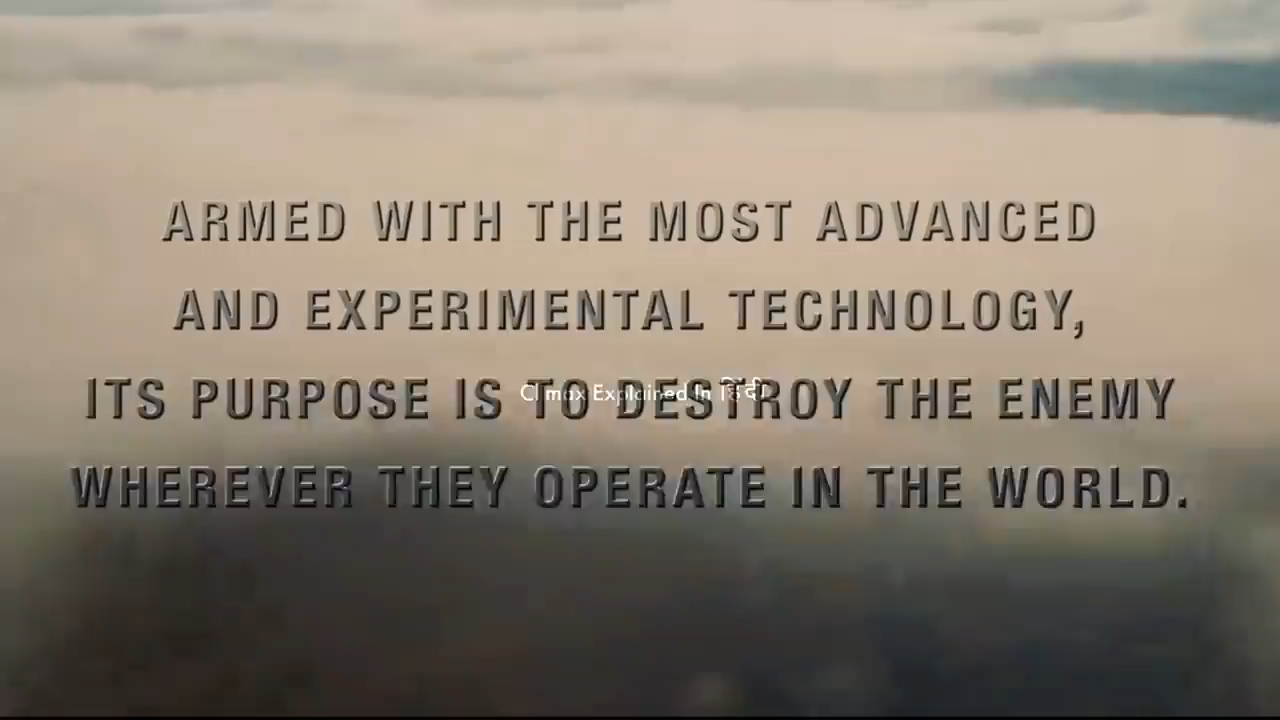 ARMED WITH THE MOST ADVANCED
AND EXPERIMENTAL TECHNOLOGY,
ITS PURPOSE IS TO DESTROY THE ENEMY
Climax Explained In हिंदी
WHEREVER THEY OPERATE IN THE WORLD.